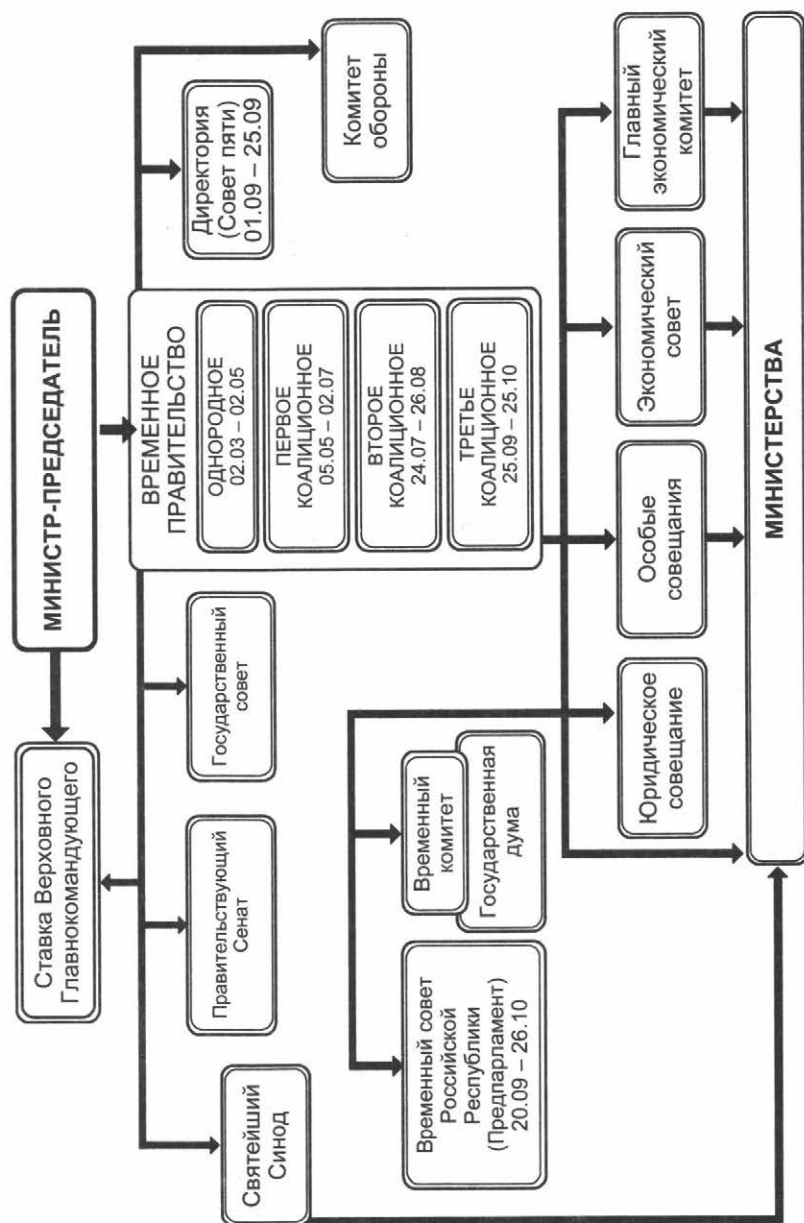 МИНИСТР-ПРЕДСЕДАТЕЛЬ
Ставка Верховного
Главнокомандующего
Святейший
Синод
Правительствующий
Сенат
Государственный
совет
ВРЕМЕННОЕ
ПРАВИТЕЛЬСТВО
ОДНОРОДНОЕ
02.03 – 02.05
ПЕРВОЕ
КОАЛИЦИОННОЕ
05.05 – 02.07
ВТОРОЕ
КОАЛИЦИОННОЕ
24.07 – 26.08
ТРЕТЬЕ
КОАЛИЦИОННОЕ
25.09 – 25.10
Директория
(Совет пяти)
01.09 – 25.09
Комитет
обороны
Временный совет
Российской
Республики
(Предпарламент)
20.09 – 26.10
Временный
комитет
Государственная
дума
Юридическое
совещание
Особые
совещания
Экономический
совет
Главный
экономический
комитет
МИНИСТЕРСТВА